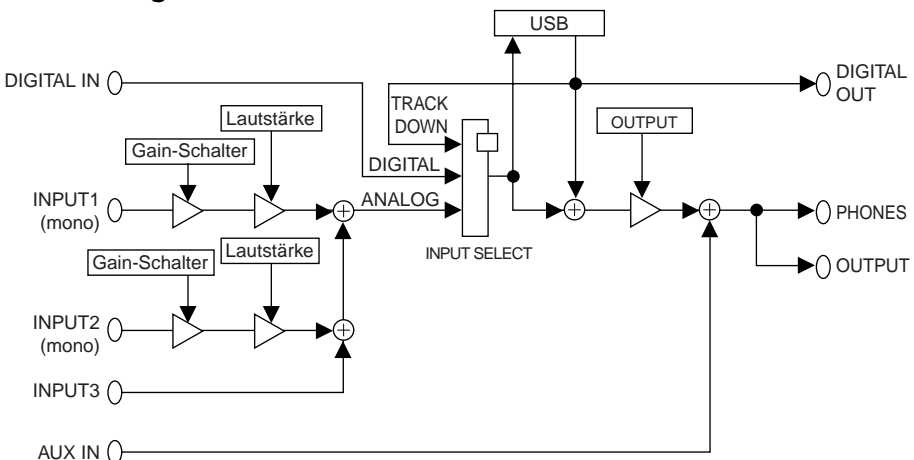 USB
DIGITAL IN
DIGITAL
OUT
TRACK
DOWN
Lautstärke
OUTPUT
Gain-Schalter
DIGITAL
INPUT1
(mono)
ANALOG
PHONES
INPUT SELECT
Gain-Schalter
Lautstärke
OUTPUT
INPUT2
(mono)
INPUT3
AUX IN